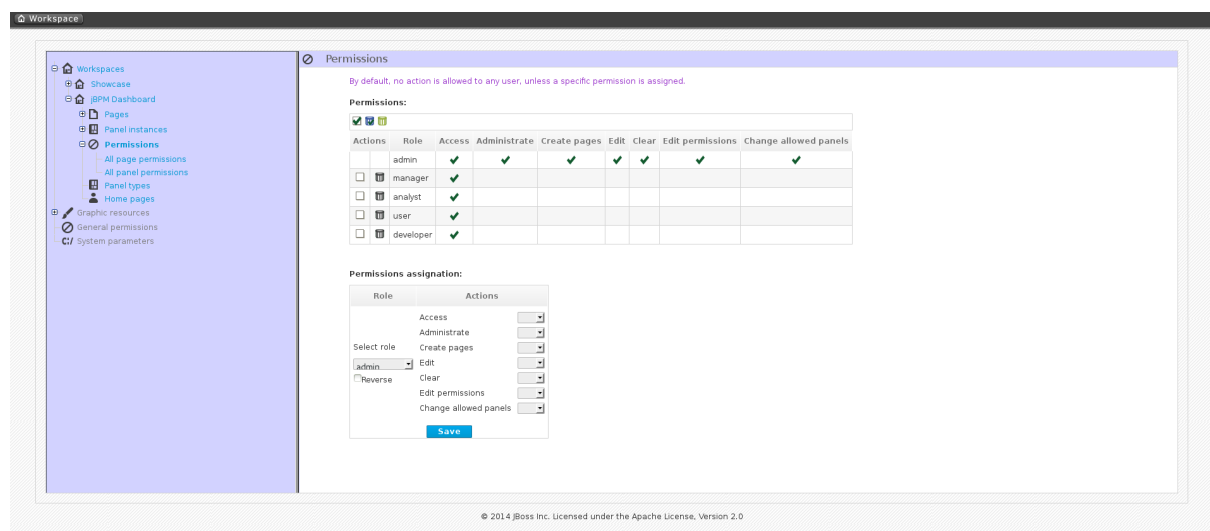 Workspace
Workspaces
Showcase
jBPM Dashboard
Pages
Panel instances
Permissions
All page permissions
All panel permissions
Panel types
Home pages
Graphic resources
General permissions
C:/ System parameters
Permissions
By default, no action is allowed to any user, unless a specific permission is assigned.
Permissions:
Actions Role Access Administrate Create pages Edit Clear Edit permissions Change allowed panels
admin
manager
analyst
user
developer
Permissions assignation:
Role Actions
Access
Administrate
Select role Create pages
admin Edit
Reverse Clear
Edit permissions
Change allowed panels
Save
© 2014 JBoss Inc. Licensed under the Apache License, Version 2.0